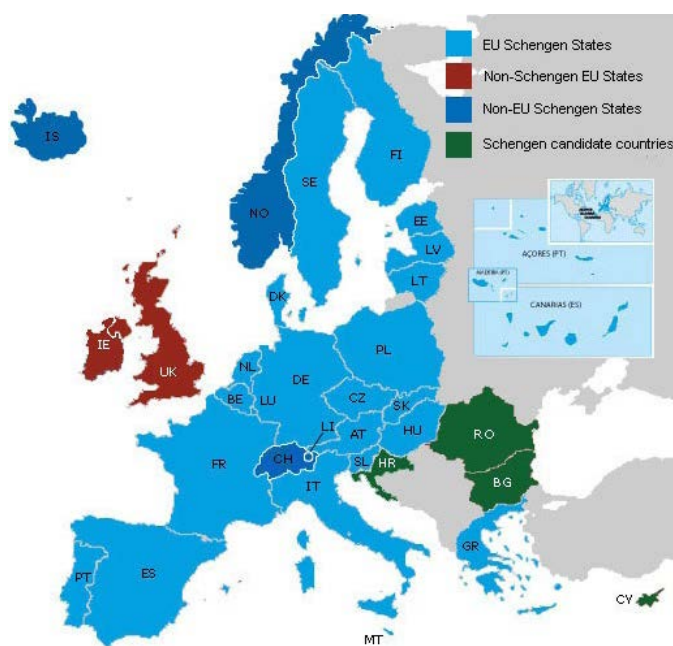 EU Schengen States
Non-Schengen EU States
Non-EU Schengen States
Schengen candidate countries
IS
FI
SE
NO
EE
LV
LT
DK
AÇORES (PT)
MADEIRA (PT)
CANARIAS (ES)
IE
UK
NL
PL
BE
DE
LU
CZ
SK
LI
AT
HU
RO
FR
CH
SL
HR
IT
BG
PT
ES
GR
CY
MT